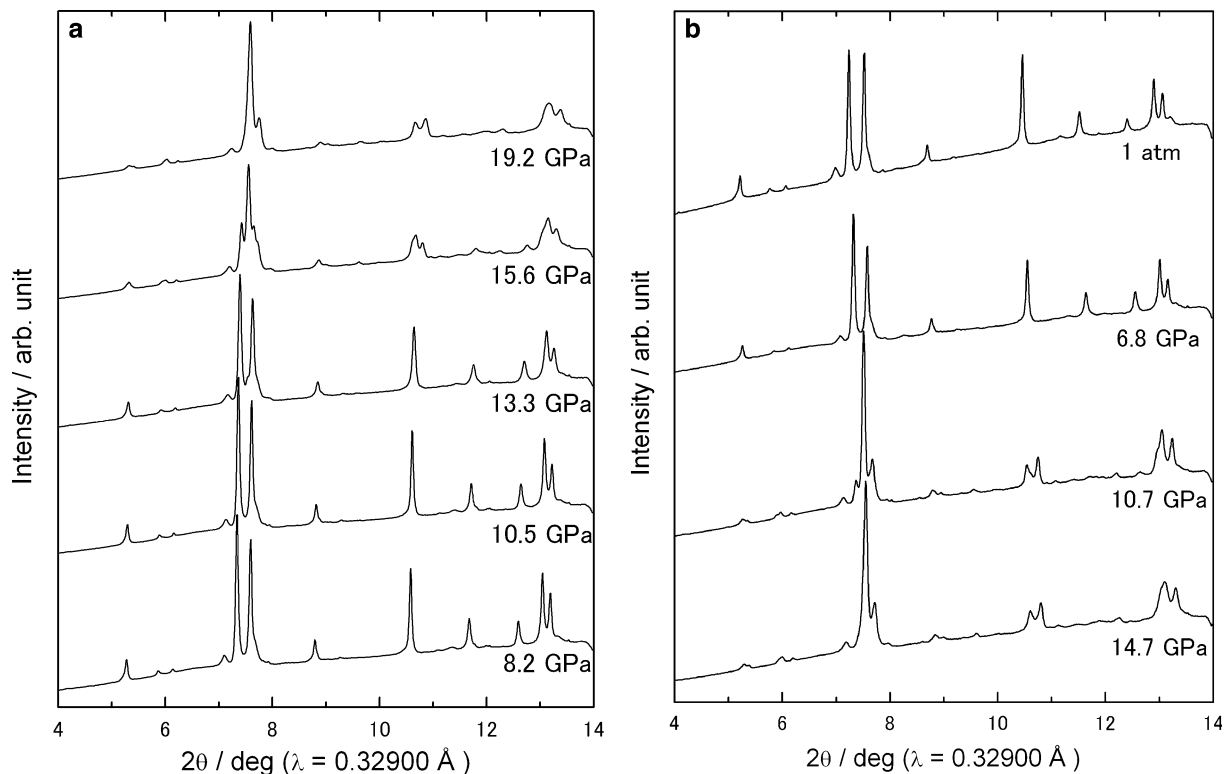 a
19.2 GPa
15.6 GPa
13.3 GPa
10.5 GPa
8.2 GPa
Intensity / arb. unit
4 6 8 10 12 14
2θ / deg (λ = 0.32900 Å )
b
1 atm
6.8 GPa
10.7 GPa
14.7 GPa
Intensity / arb. unit
4 6 8 10 12 14
2θ / deg (λ = 0.32900 Å )